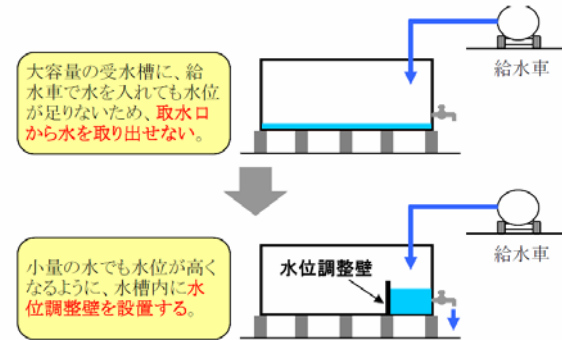 給水車
大容量の受水槽に、給
水車で水を入れても水位
が足りないため、取水口
から水を取り出せない。
給水車
小量の水でも水位が高く
なるように、水槽内に水
位調整壁を設置する。
水位調整壁